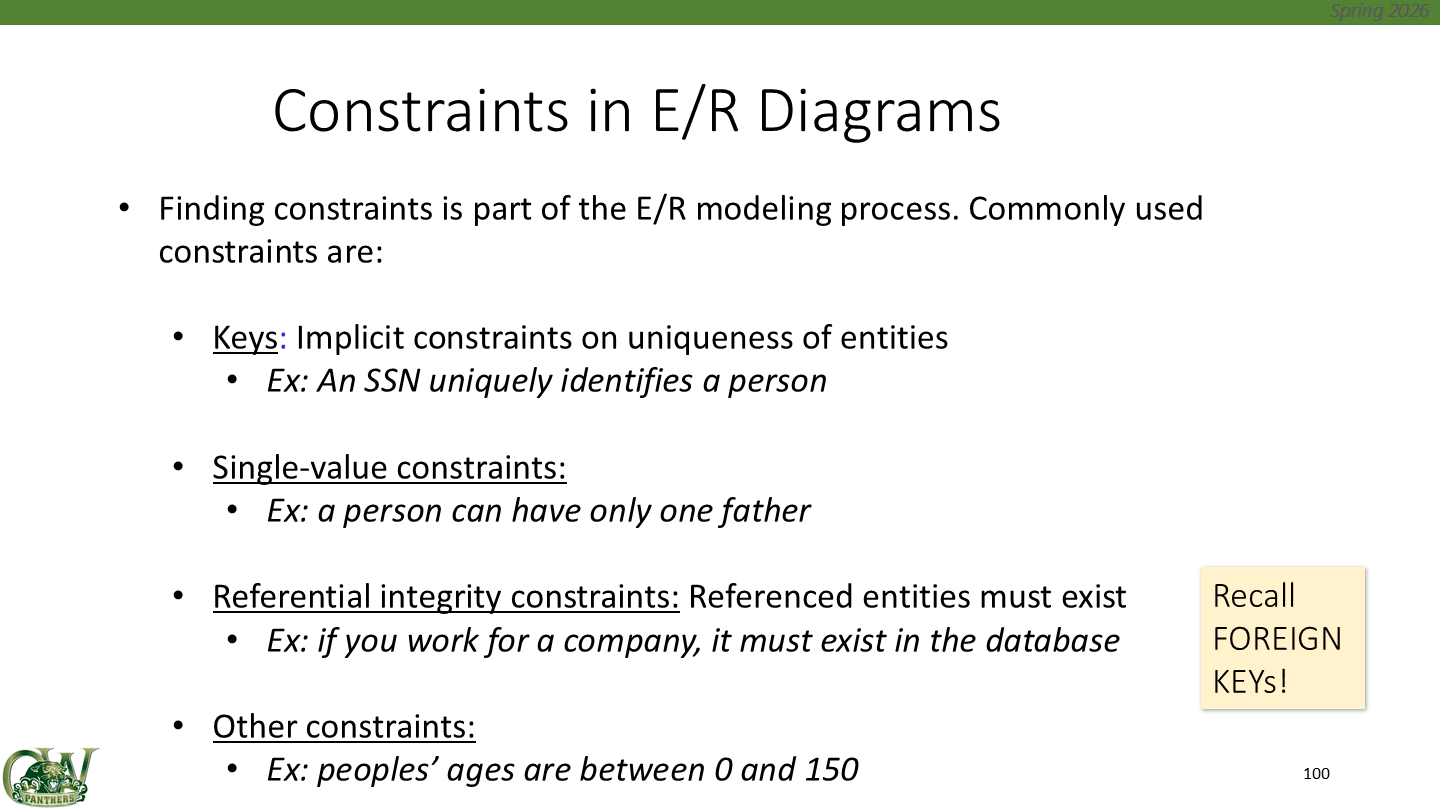 Spring 2026
Constraints in E/R Diagrams
• Finding constraints is part of the E/R modeling process. Commonly used
constraints are:
• Keys: Implicit constraints on uniqueness of entities
• Ex: An SSN uniquely identifies a person
• Single-value constraints:
• Ex: a person can have only one father
• Referential integrity constraints: Referenced entities must exist
• Ex: if you work for a company, it must exist in the database
Recall
FOREIGN
KEYs!
• Other constraints:
• Ex: peoples’ ages are between 0 and 150
OW
PANTHERS
100